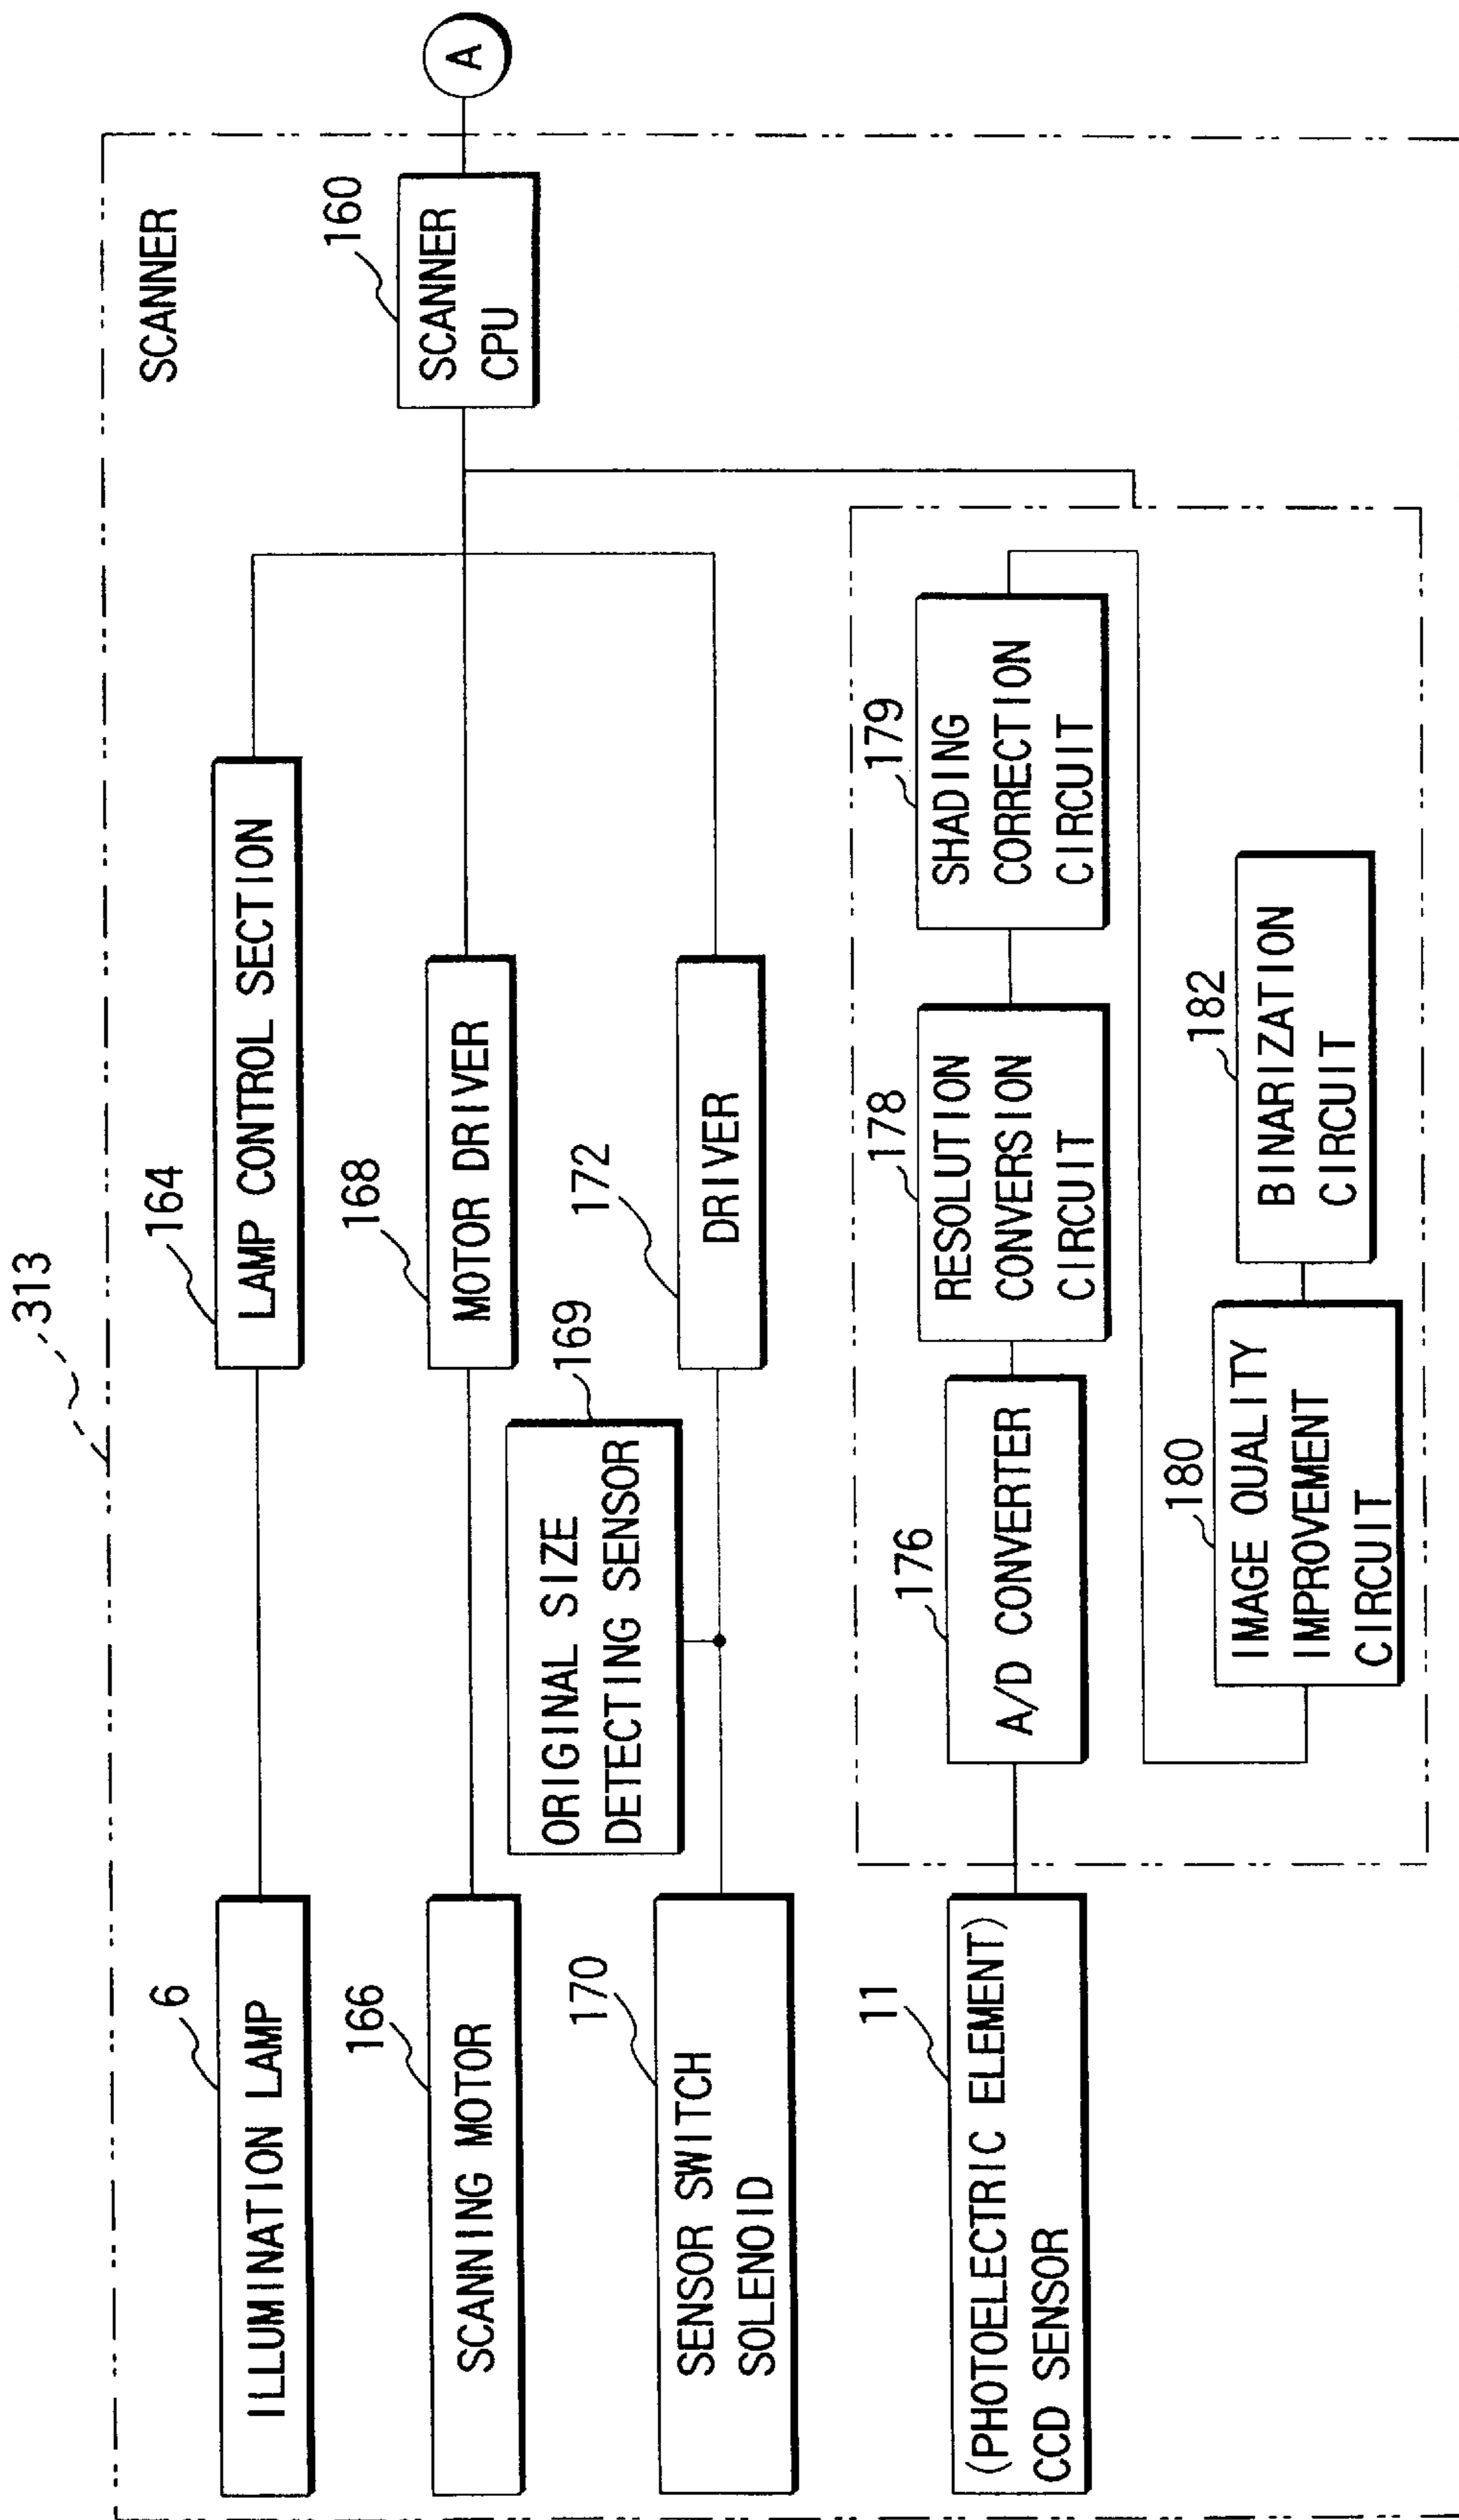 313
SCANNER
6
ILLUMINATION LAMP
164
LAMP CONTROL SECTION
160
SCANNER
CPU
A
166
SCANNING MOTOR
168
MOTOR DRIVER
169
ORIGINAL SIZE
DETECTING SENSOR
170
SENSOR SWITCH
SOLENOID
172
DRIVER
11
(PHOTOELECTRIC ELEMENT)
CCD SENSOR
176
A/D CONVERTER
178
RESOLUTION
CONVERSION
CIRCUIT
179
SHADING
CORRECTION
CIRCUIT
180
IMAGE QUALITY
IMPROVEMENT
CIRCUIT
182
BINARIZATION
CIRCUIT